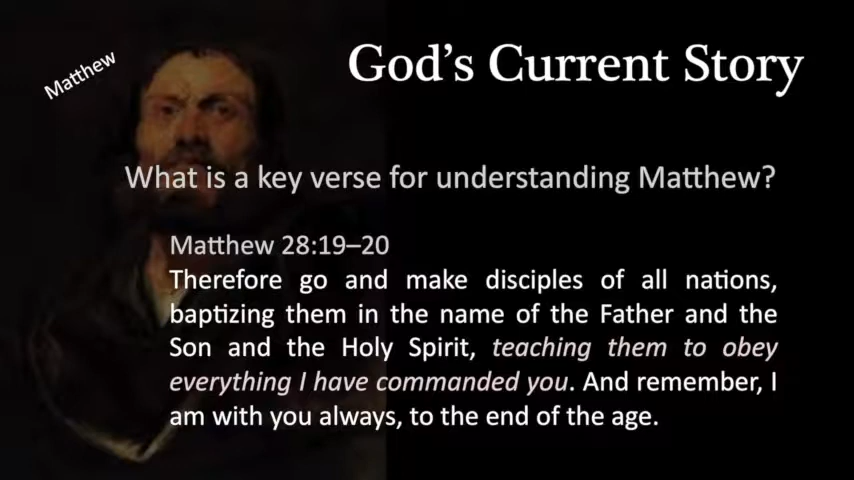 Matthew
God's Current Story
What is a key verse for understanding Matthew?
Matthew 28:19–20
Therefore go and make disciples of all nations,
baptizing them in the name of the Father and the
Son and the Holy Spirit, teaching them to obey
everything I have commanded you. And remember, I
am with you always, to the end of the age.